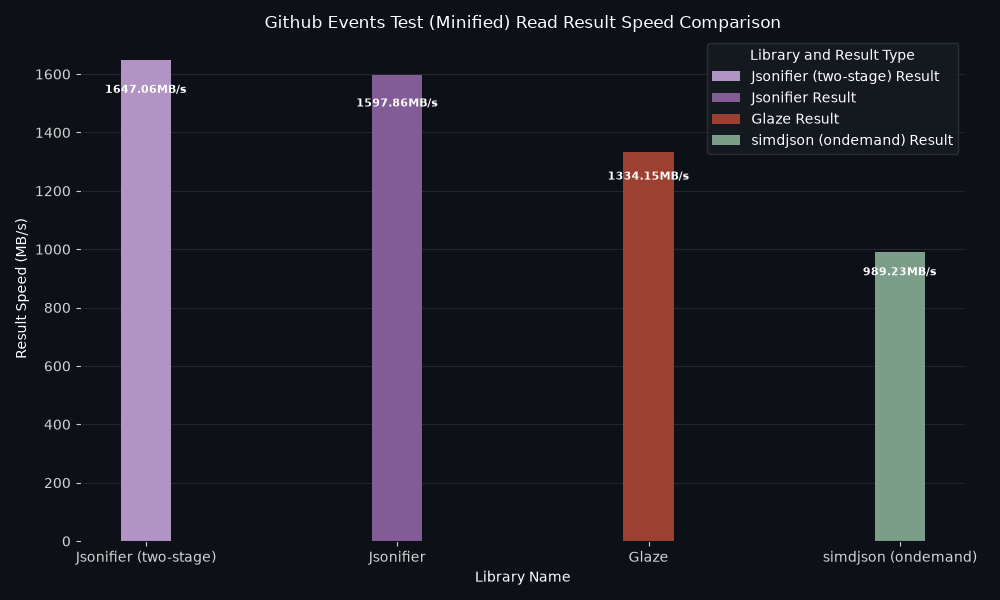 Github Events Test (Minified) Read Result Speed Comparison
Library and Result Type
Jsonifier (two-stage) Result
Jsonifier Result
Glaze Result
simdjson (ondemand) Result
1647.06MB/s
1597.86MB/s
1334.15MB/s
989.23MB/s
Result Speed (MB/s)
1600
1400
1200
1000
800
600
400
200
0
Jsonifier (two-stage)
Jsonifier
Glaze
simdjson (ondemand)
Library Name